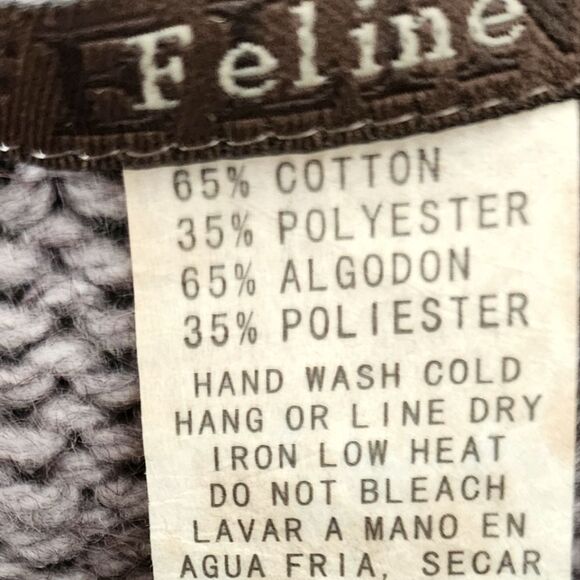 Feline
65% COTTON
35% POLYESTER
65% ALGODON
35% POLIESTER
HAND WASH COLD
HANG OR LINE DRY
IRON LOW HEAT
DO NOT BLEACH
LAVAR A MANO EN
AGUA FRIA, SECAR